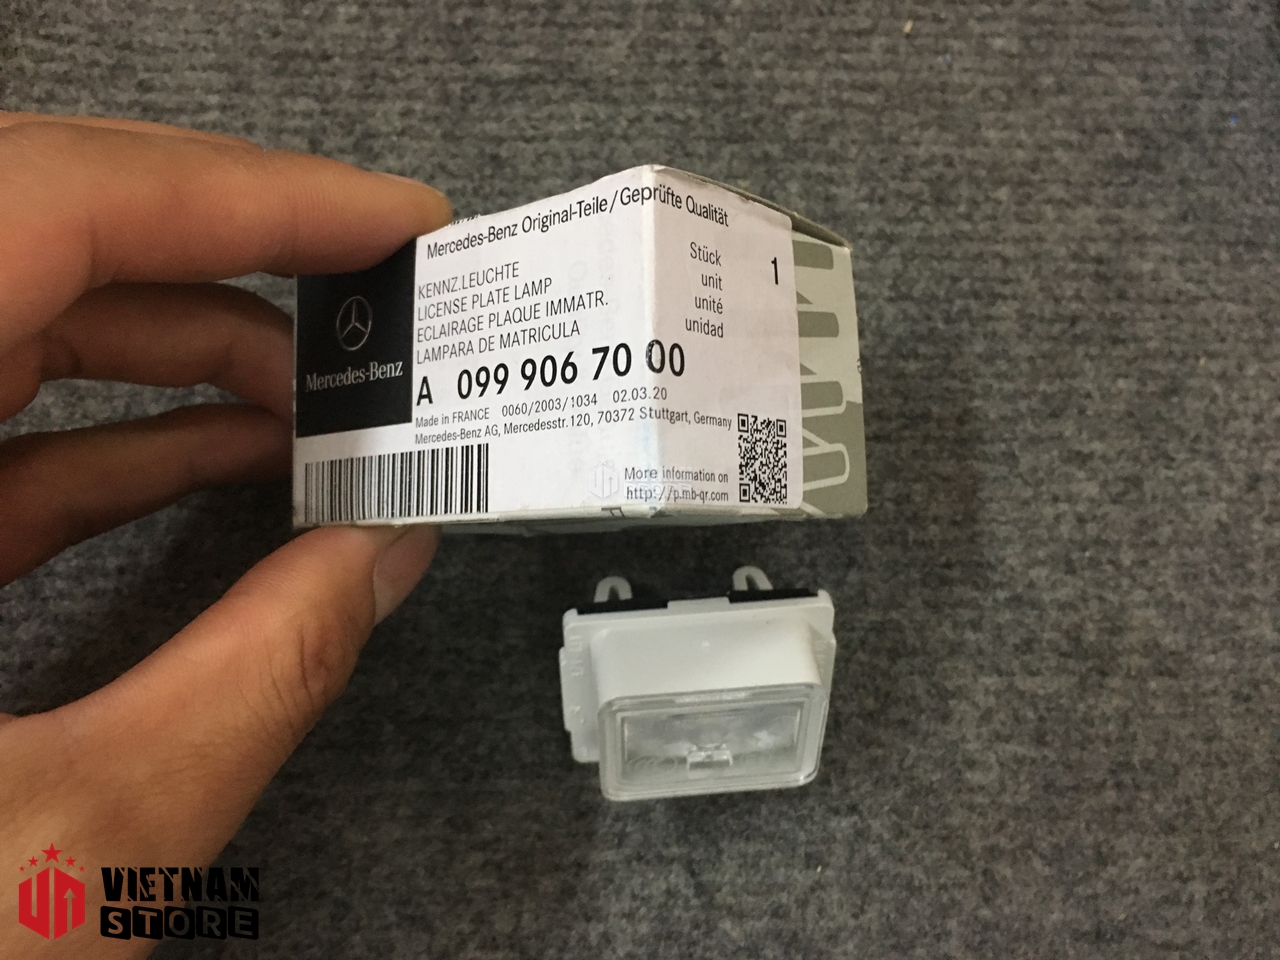 Mercedes-Benz Original-Teile/Geprüfte Qualität
KENNZ.LEUCHTE
LICENSE PLATE LAMP
ECLAIRAGE PLAQUE IMMATR.
LAMPARA DE MATRICULA
Stück
unit
unité
unidad
1
A 099 906 70 00
Made in FRANCE 0060/2003/1034 02.03.20
Mercedes-Benz AG, Mercedesstr.120, 70372 Stuttgart, Germany
More information on
http://p.mb-qr.com
Mercedes-Benz
VIETNAM
STORE